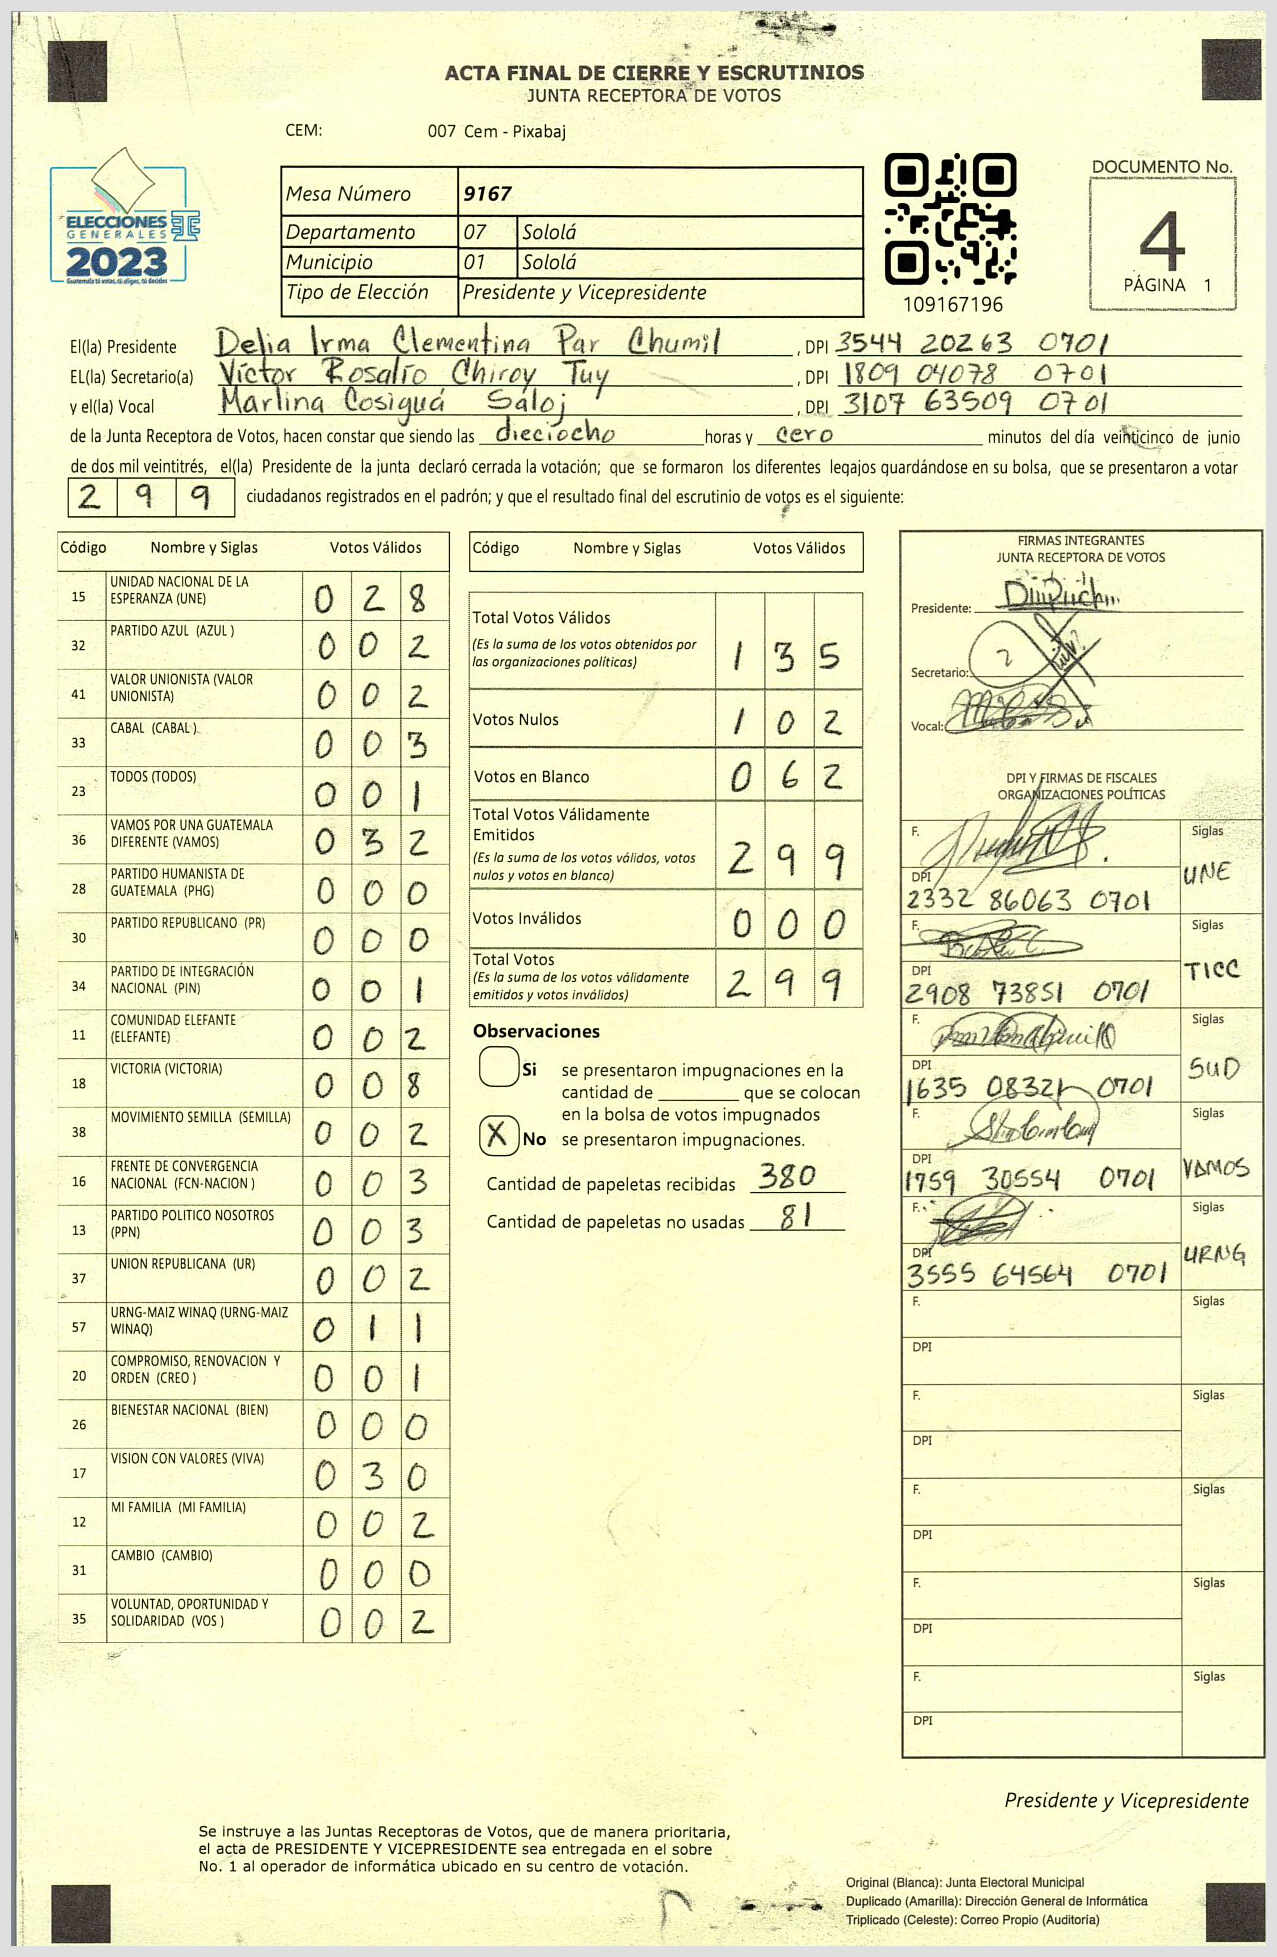 ACTA FINAL DE CIERRE Y ESCRUTINIOS
JUNTA RECEPTORA DE VOTOS
CEM: 007 Cem - Pixabaj
ELECCIONES
GENERALES
2023
Guatemala tú votas, tú eliges, tú decides
Mesa Número 9167
Departamento 07 Sololá
Municipio 01 Sololá
Tipo de Elección Presidente y Vicepresidente
109167196
DOCUMENTO No.
4
PÁGINA 1
El(la) Presidente Delia Irma Clementina Par Chumil , DPI 3544 20263 0701
EL(la) Secretario(a) Víctor Rosalío Chiroy Tuy , DPI 1809 04078 0701
y el(la) Vocal Marlina Cosiguá Saloj , DPI 3107 63509 0701
de la Junta Receptora de Votos, hacen constar que siendo las dieciocho horas y cero minutos del día veinticinco de junio
de dos mil veintitrés, el(la) Presidente de la junta declaró cerrada la votación; que se formaron los diferentes legajos guardándose en su bolsa, que se presentaron a votar
2 9 9 ciudadanos registrados en el padrón; y que el resultado final del escrutinio de votos es el siguiente:
Código Nombre y Siglas Votos Válidos
15 UNIDAD NACIONAL DE LA ESPERANZA (UNE) 0 2 8
32 PARTIDO AZUL (AZUL ) 0 0 2
41 VALOR UNIONISTA (VALOR UNIONISTA) 0 0 2
33 CABAL (CABAL ) 0 0 3
23 TODOS (TODOS) 0 0 1
36 VAMOS POR UNA GUATEMALA DIFERENTE (VAMOS) 0 3 2
28 PARTIDO HUMANISTA DE GUATEMALA (PHG) 0 0 0
30 PARTIDO REPUBLICANO (PR) 0 0 0
34 PARTIDO DE INTEGRACIÓN NACIONAL (PIN) 0 0 1
11 COMUNIDAD ELEFANTE (ELEFANTE) 0 0 2
18 VICTORIA (VICTORIA) 0 0 8
38 MOVIMIENTO SEMILLA (SEMILLA) 0 0 2
16 FRENTE DE CONVERGENCIA NACIONAL (FCN-NACION ) 0 0 3
13 PARTIDO POLITICO NOSOTROS (PPN) 0 0 3
37 UNION REPUBLICANA (UR) 0 0 2
57 URNG-MAIZ WINAQ (URNG-MAIZ WINAQ) 0 1 1
20 COMPROMISO, RENOVACION Y ORDEN (CREO ) 0 0 1
26 BIENESTAR NACIONAL (BIEN) 0 0 0
17 VISION CON VALORES (VIVA) 0 3 0
12 MI FAMILIA (MI FAMILIA) 0 0 2
31 CAMBIO (CAMBIO) 0 0 0
35 VOLUNTAD, OPORTUNIDAD Y SOLIDARIDAD (VOS ) 0 0 2
Código Nombre y Siglas Votos Válidos
Total Votos Válidos
(Es la suma de los votos obtenidos por
las organizaciones políticas) 1 3 5
Votos Nulos 1 0 2
Votos en Blanco 0 6 2
Total Votos Válidamente
Emitidos
(Es la suma de los votos válidos, votos
nulos y votos en blanco) 2 9 9
Votos Inválidos 0 0 0
Total Votos
(Es la suma de los votos válidamente
emitidos y votos inválidos) 2 9 9
Observaciones
Si se presentaron impugnaciones en la
cantidad de ________ que se colocan
en la bolsa de votos impugnados
X No se presentaron impugnaciones.
Cantidad de papeletas recibidas 380
Cantidad de papeletas no usadas 81
FIRMAS INTEGRANTES
JUNTA RECEPTORA DE VOTOS
Presidente:
Secretario:
Vocal:
DPI Y FIRMAS DE FISCALES
ORGANIZACIONES POLÍTICAS
F. Siglas
DPI UNE
2332 86063 0701
F. Siglas
DPI TICC
2908 73851 0701
F. Siglas
DPI SUD
1635 08321 0701
F. Siglas
DPI VAMOS
1759 30554 0701
F. Siglas
DPI URNG
3555 64564 0701
F. Siglas
DPI
F. Siglas
DPI
F. Siglas
DPI
F. Siglas
DPI
F. Siglas
DPI
Presidente y Vicepresidente
Se instruye a las Juntas Receptoras de Votos, que de manera prioritaria,
el acta de PRESIDENTE Y VICEPRESIDENTE sea entregada en el sobre
No. 1 al operador de informática ubicado en su centro de votación.
Original (Blanca): Junta Electoral Municipal
Duplicado (Amarilla): Dirección General de Informática
Triplicado (Celeste): Correo Propio (Auditoría)